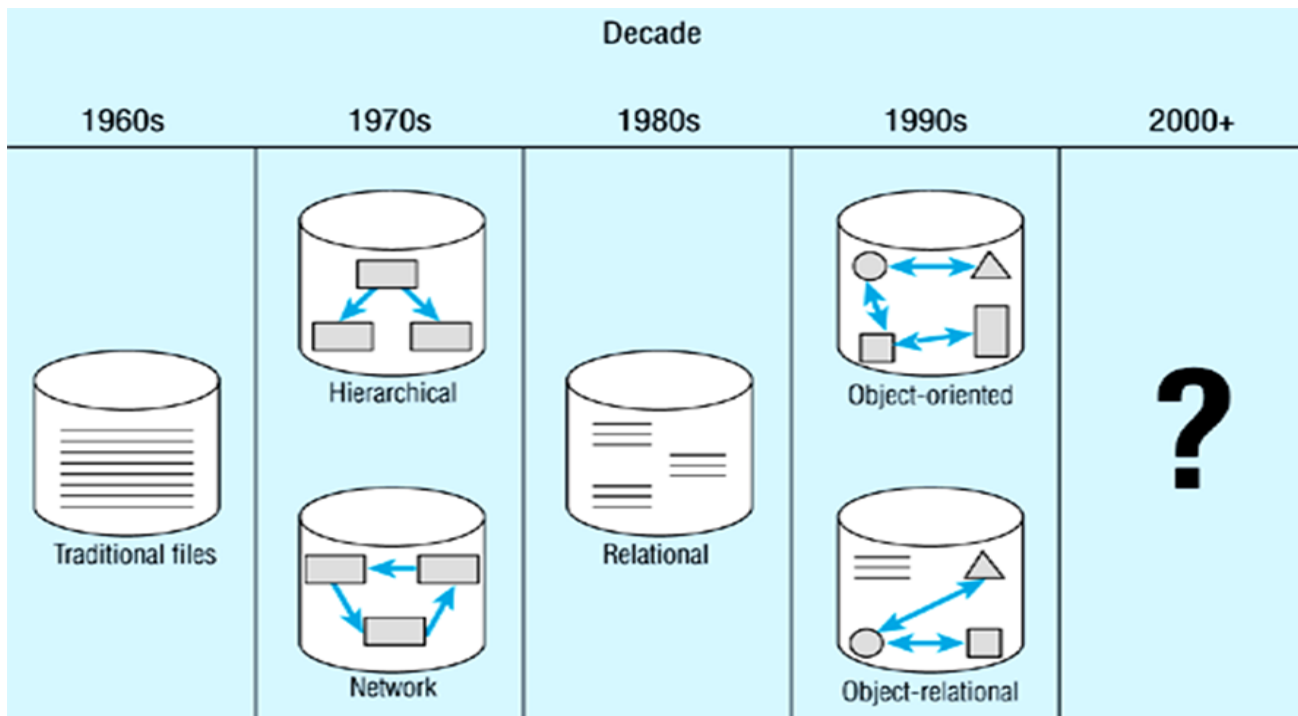 Decade
1960s 1970s 1980s 1990s 2000+
Hierarchical
Object-oriented
Traditional files
Relational
Network
Object-relational
?